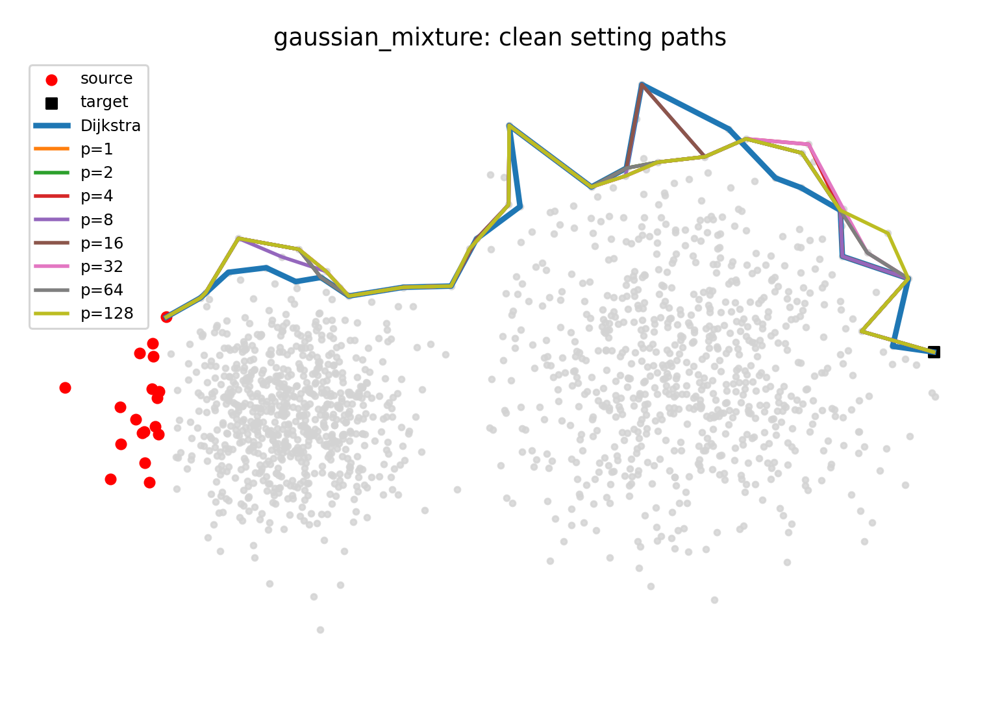 gaussian_mixture: clean setting paths
source
target
Dijkstra
p=1
p=2
p=4
p=8
p=16
p=32
p=64
p=128